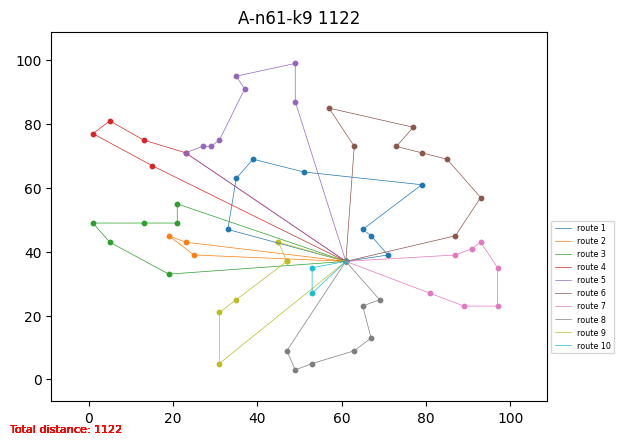 A-n61-k9 1122
100
80
60
40
20
0
0 20 40 60 80 100
route 1
route 2
route 3
route 4
route 5
route 6
route 7
route 8
route 9
route 10
Total distance: 1122